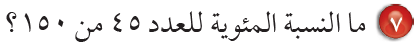 ٧ ما النسبة المئوية للعدد ٤٥ من ١٥٠؟